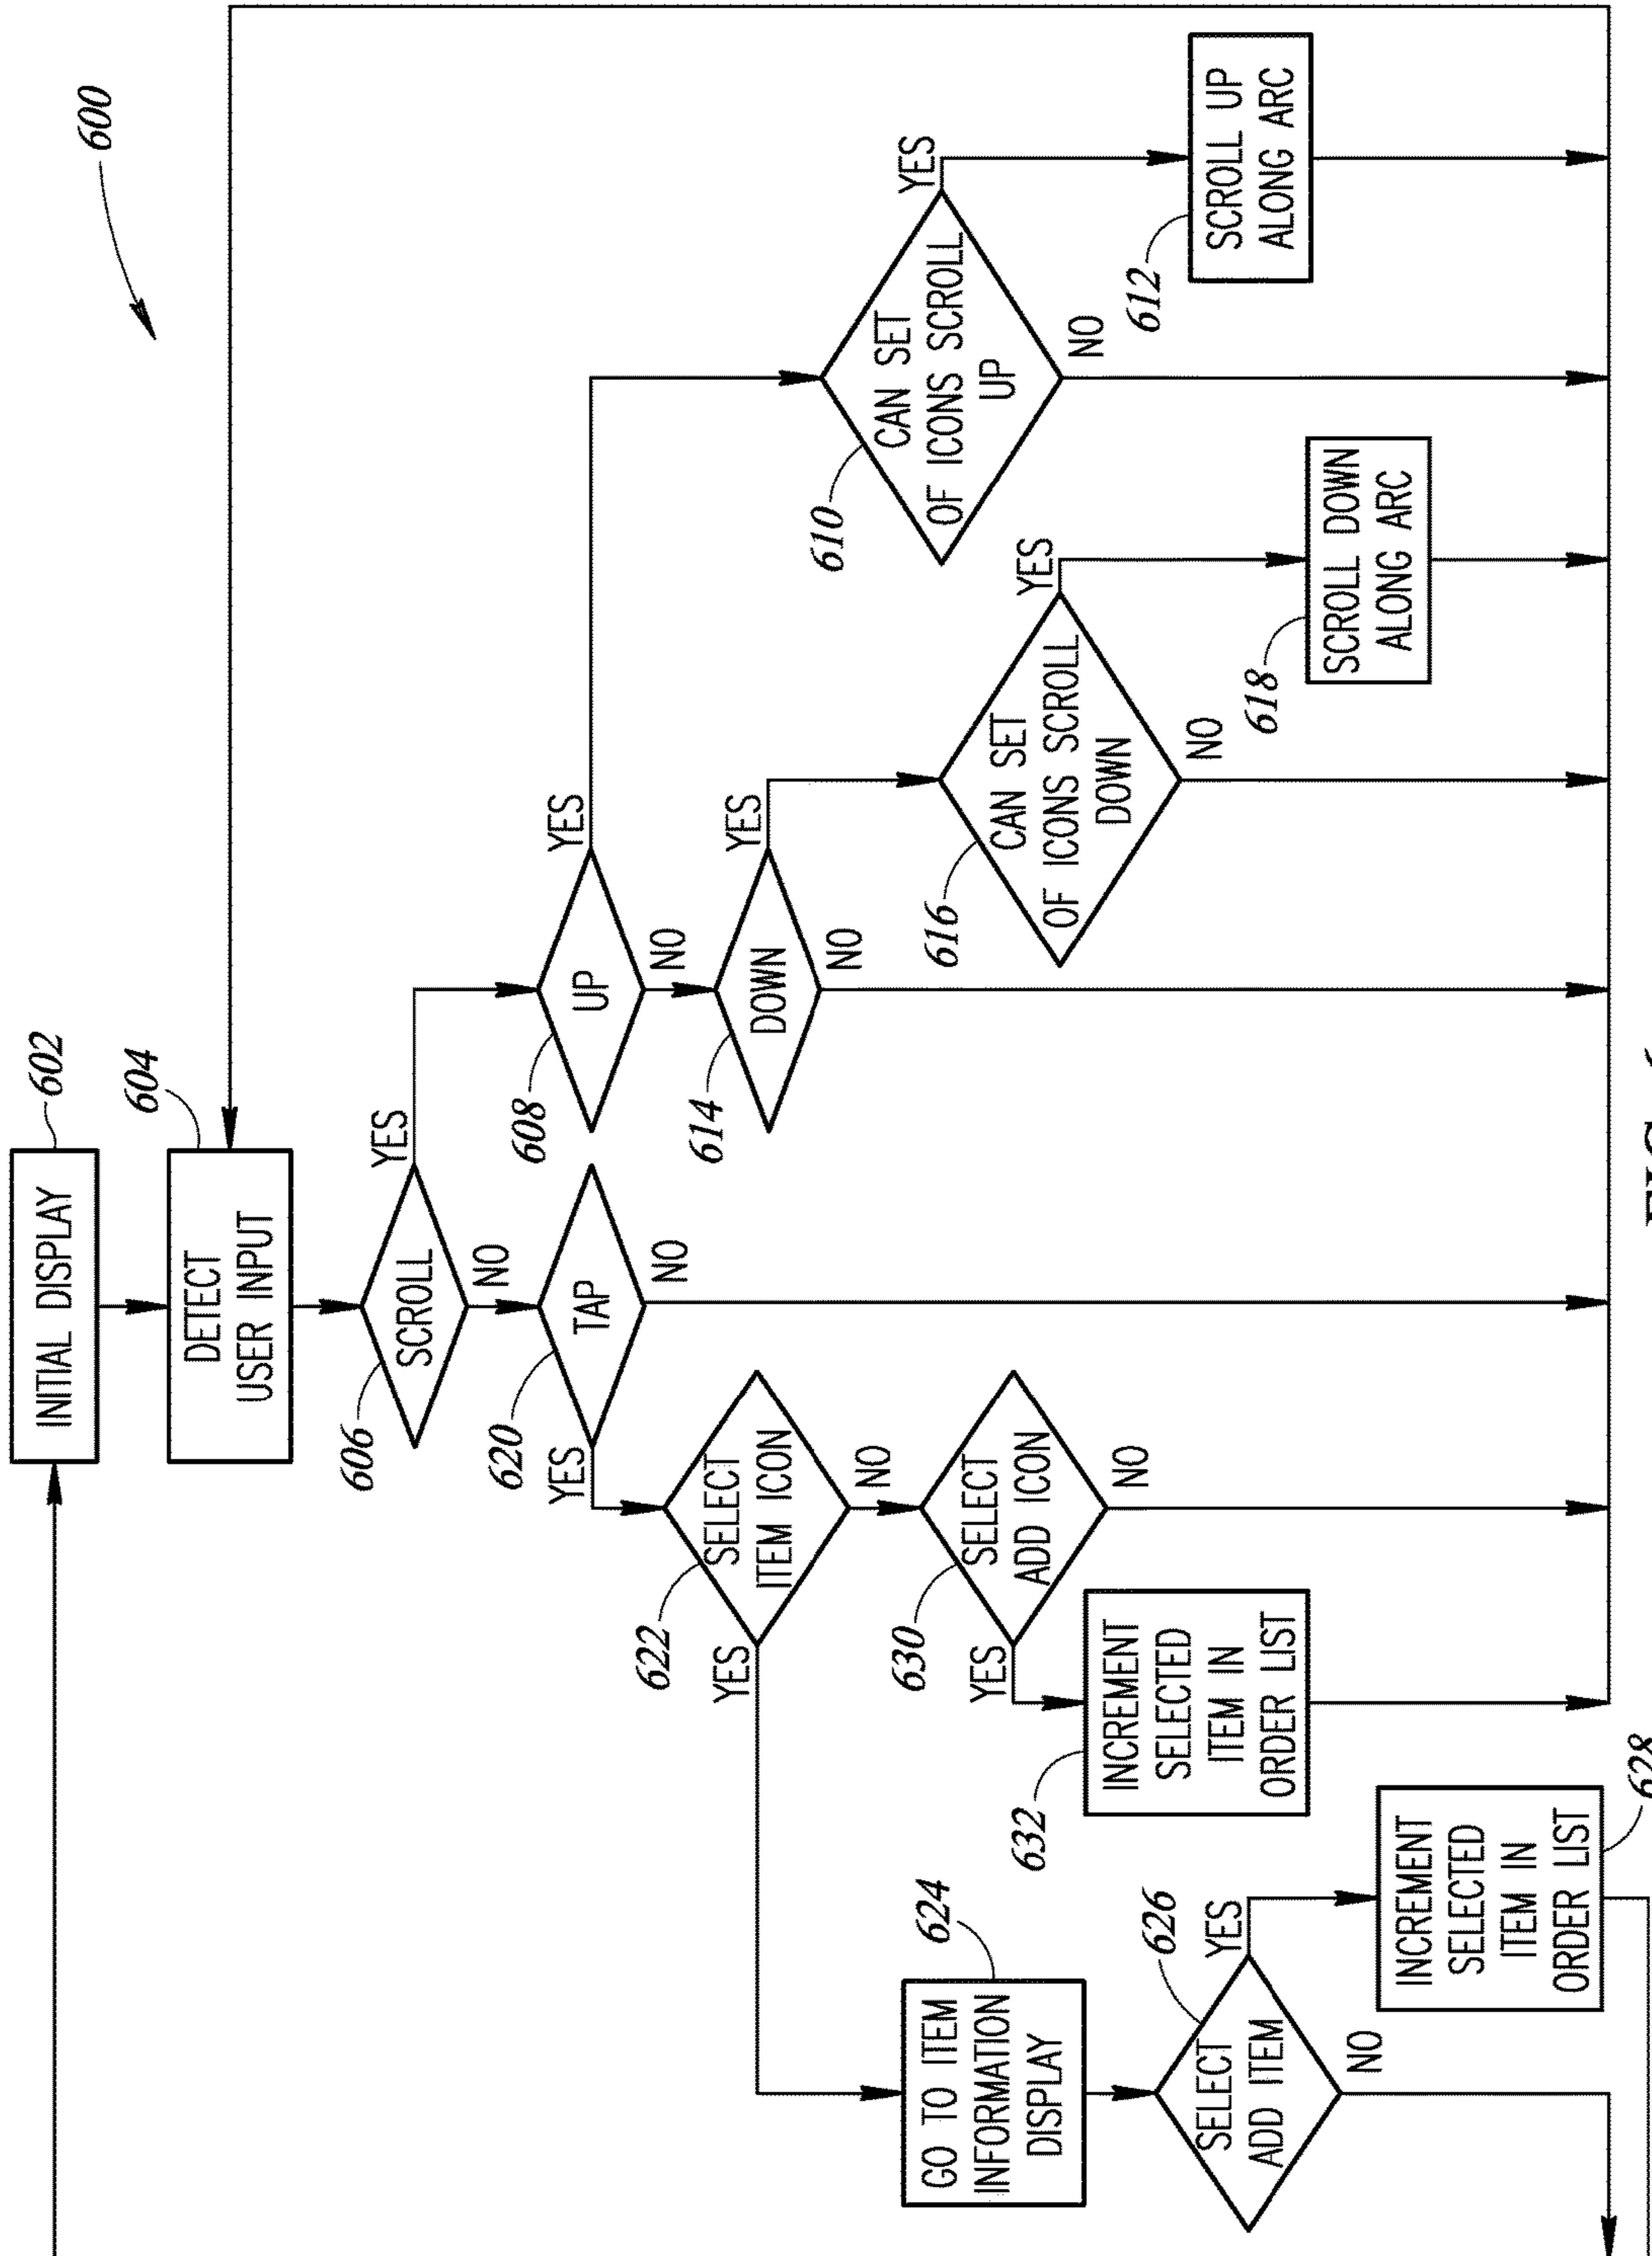 600
INITIAL DISPLAY
602
DETECT
USER INPUT
604
SCROLL
606
YES
NO
UP
608
YES
NO
TAP
620
YES
NO
DOWN
614
YES
NO
SELECT
ITEM ICON
622
YES
NO
CAN SET
OF ICONS SCROLL
UP
610
YES
NO
CAN SET
OF ICONS SCROLL
DOWN
616
YES
NO
SELECT
ADD ICON
630
YES
NO
GO TO ITEM
INFORMATION
DISPLAY
624
INCREMENT
SELECTED
ITEM IN
ORDER LIST
632
SCROLL UP
ALONG ARC
612
SCROLL DOWN
ALONG ARC
618
SELECT
ADD ITEM
626
YES
NO
INCREMENT
SELECTED
ITEM IN
ORDER LIST
628